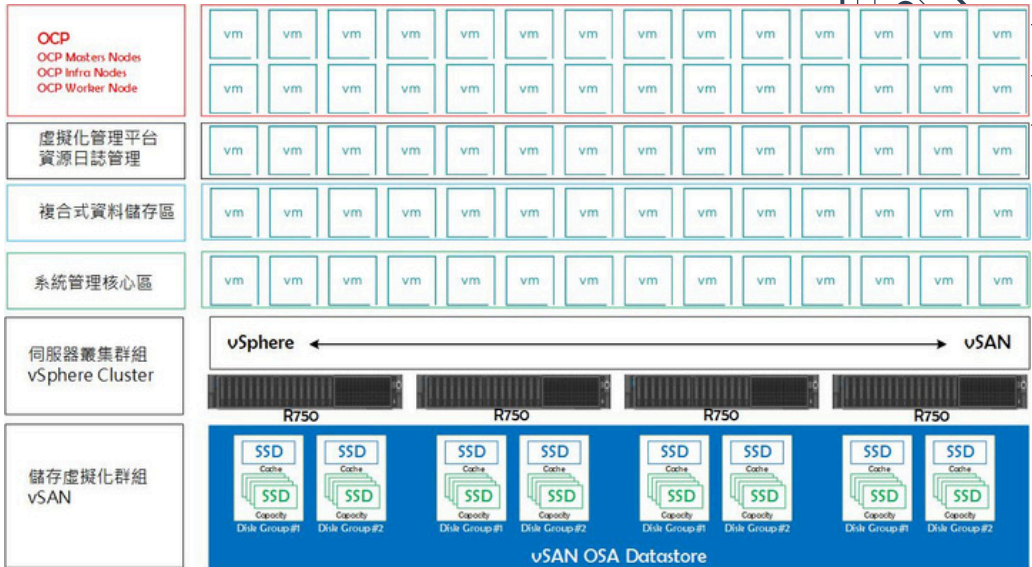 OCP
OCP Masters Nodes
OCP Infra Nodes
OCP Worker Node
vm vm vm vm vm vm vm vm vm vm vm vm vm vm
vm vm vm vm vm vm vm vm vm vm vm vm vm vm
虛擬化管理平台
資源日誌管理
vm vm vm vm vm vm vm vm vm vm vm vm vm vm
複合式資料儲存區
vm vm vm vm vm vm vm vm vm vm vm vm vm vm
系統管理核心區
vm vm vm vm vm vm vm vm vm vm vm vm vm vm
伺服器叢集群組
vSphere Cluster
vSphere vSAN
R750 R750 R750 R750
儲存虛擬化群組
vSAN
SSD SSD SSD SSD SSD SSD SSD SSD
Cache Cache Cache Cache Cache Cache Cache Cache
SSD SSD SSD SSD SSD SSD SSD SSD
Capacity Capacity Capacity Capacity Capacity Capacity Capacity Capacity
Disk Group#1 Disk Group#2 Disk Group#1 Disk Group#2 Disk Group#1 Disk Group#2 Disk Group#1 Disk Group#2
vSAN OSA Datastore